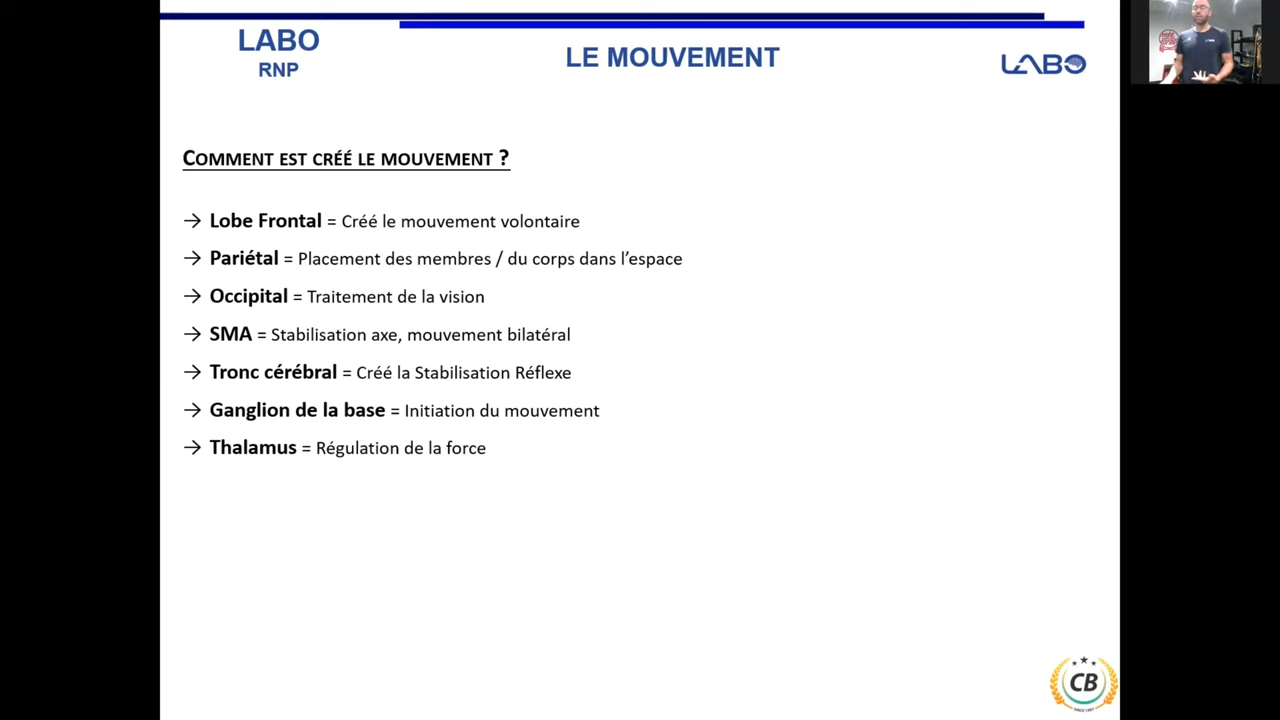 LABO
RNP
LE MOUVEMENT
LABO
COMMENT EST CRÉÉ LE MOUVEMENT ?
→ Lobe Frontal = Créé le mouvement volontaire
→ Pariétal = Placement des membres / du corps dans l’espace
→ Occipital = Traitement de la vision
→ SMA = Stabilisation axe, mouvement bilatéral
→ Tronc cérébral = Créé la Stabilisation Réflexe
→ Ganglion de la base = Initiation du mouvement
→ Thalamus = Régulation de la force
CB